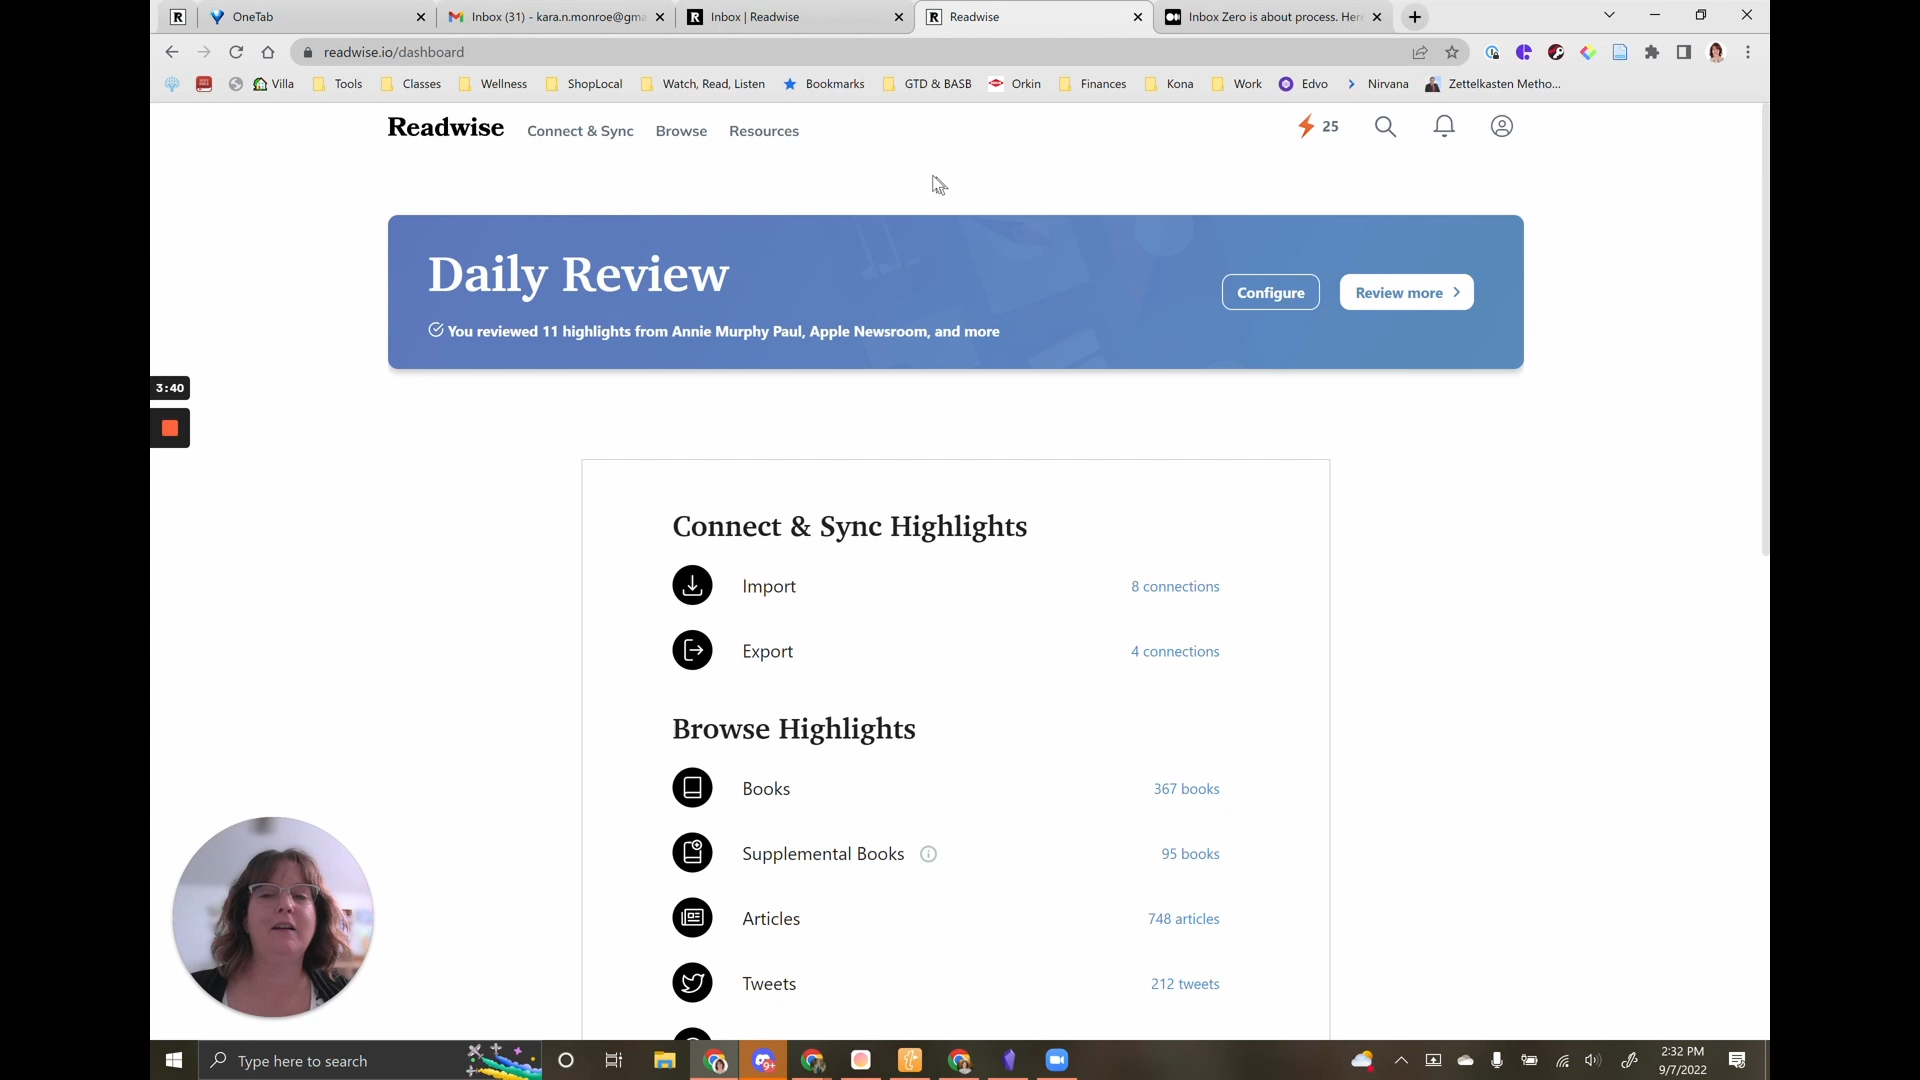 OneTab
Inbox (31) - kara.n.monroe@gma
Inbox | Readwise
Readwise
Inbox Zero is about process. Her
readwise.io/dashboard
Villa
Tools
Classes
Wellness
ShopLocal
Watch, Read, Listen
Bookmarks
GTD & BASB
Orkin
Finances
Kona
Work
Edvo
Nirvana
Zettelkasten Metho...
Readwise
Connect & Sync
Browse
Resources
25
Daily Review
You reviewed 11 highlights from Annie Murphy Paul, Apple Newsroom, and more
Configure
Review more
3:40
Connect & Sync Highlights
Import
8 connections
Export
4 connections
Browse Highlights
Books
367 books
Supplemental Books
95 books
Articles
748 articles
Tweets
212 tweets
Type here to search
9+
2:32 PM
9/7/2022